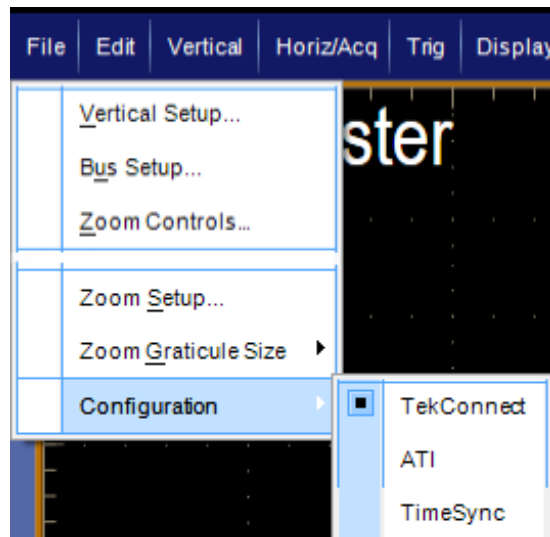 File Edit Vertical Horiz/Acq Trig Display
Vertical Setup...
ster
Bus Setup...
Zoom Controls...
Zoom Setup...
Zoom Graticule Size
Configuration
TekConnect
ATI
TimeSync